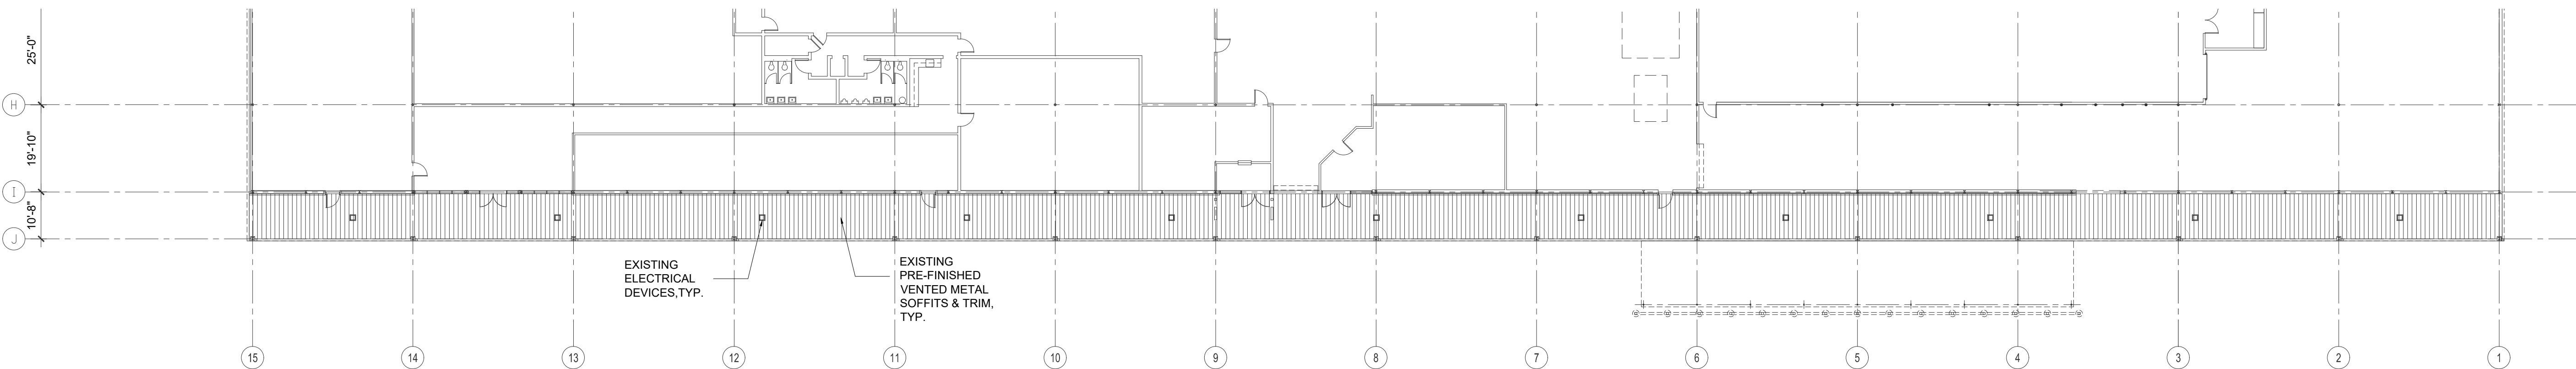 25'-0"
H
19'-10"
I
10'-8"
J
EXISTING
ELECTRICAL
DEVICES,TYP.
EXISTING
PRE-FINISHED
VENTED METAL
SOFFITS & TRIM,
TYP.
15 14 13 12 11 10 9 8 7 6 5 4 3 2 1